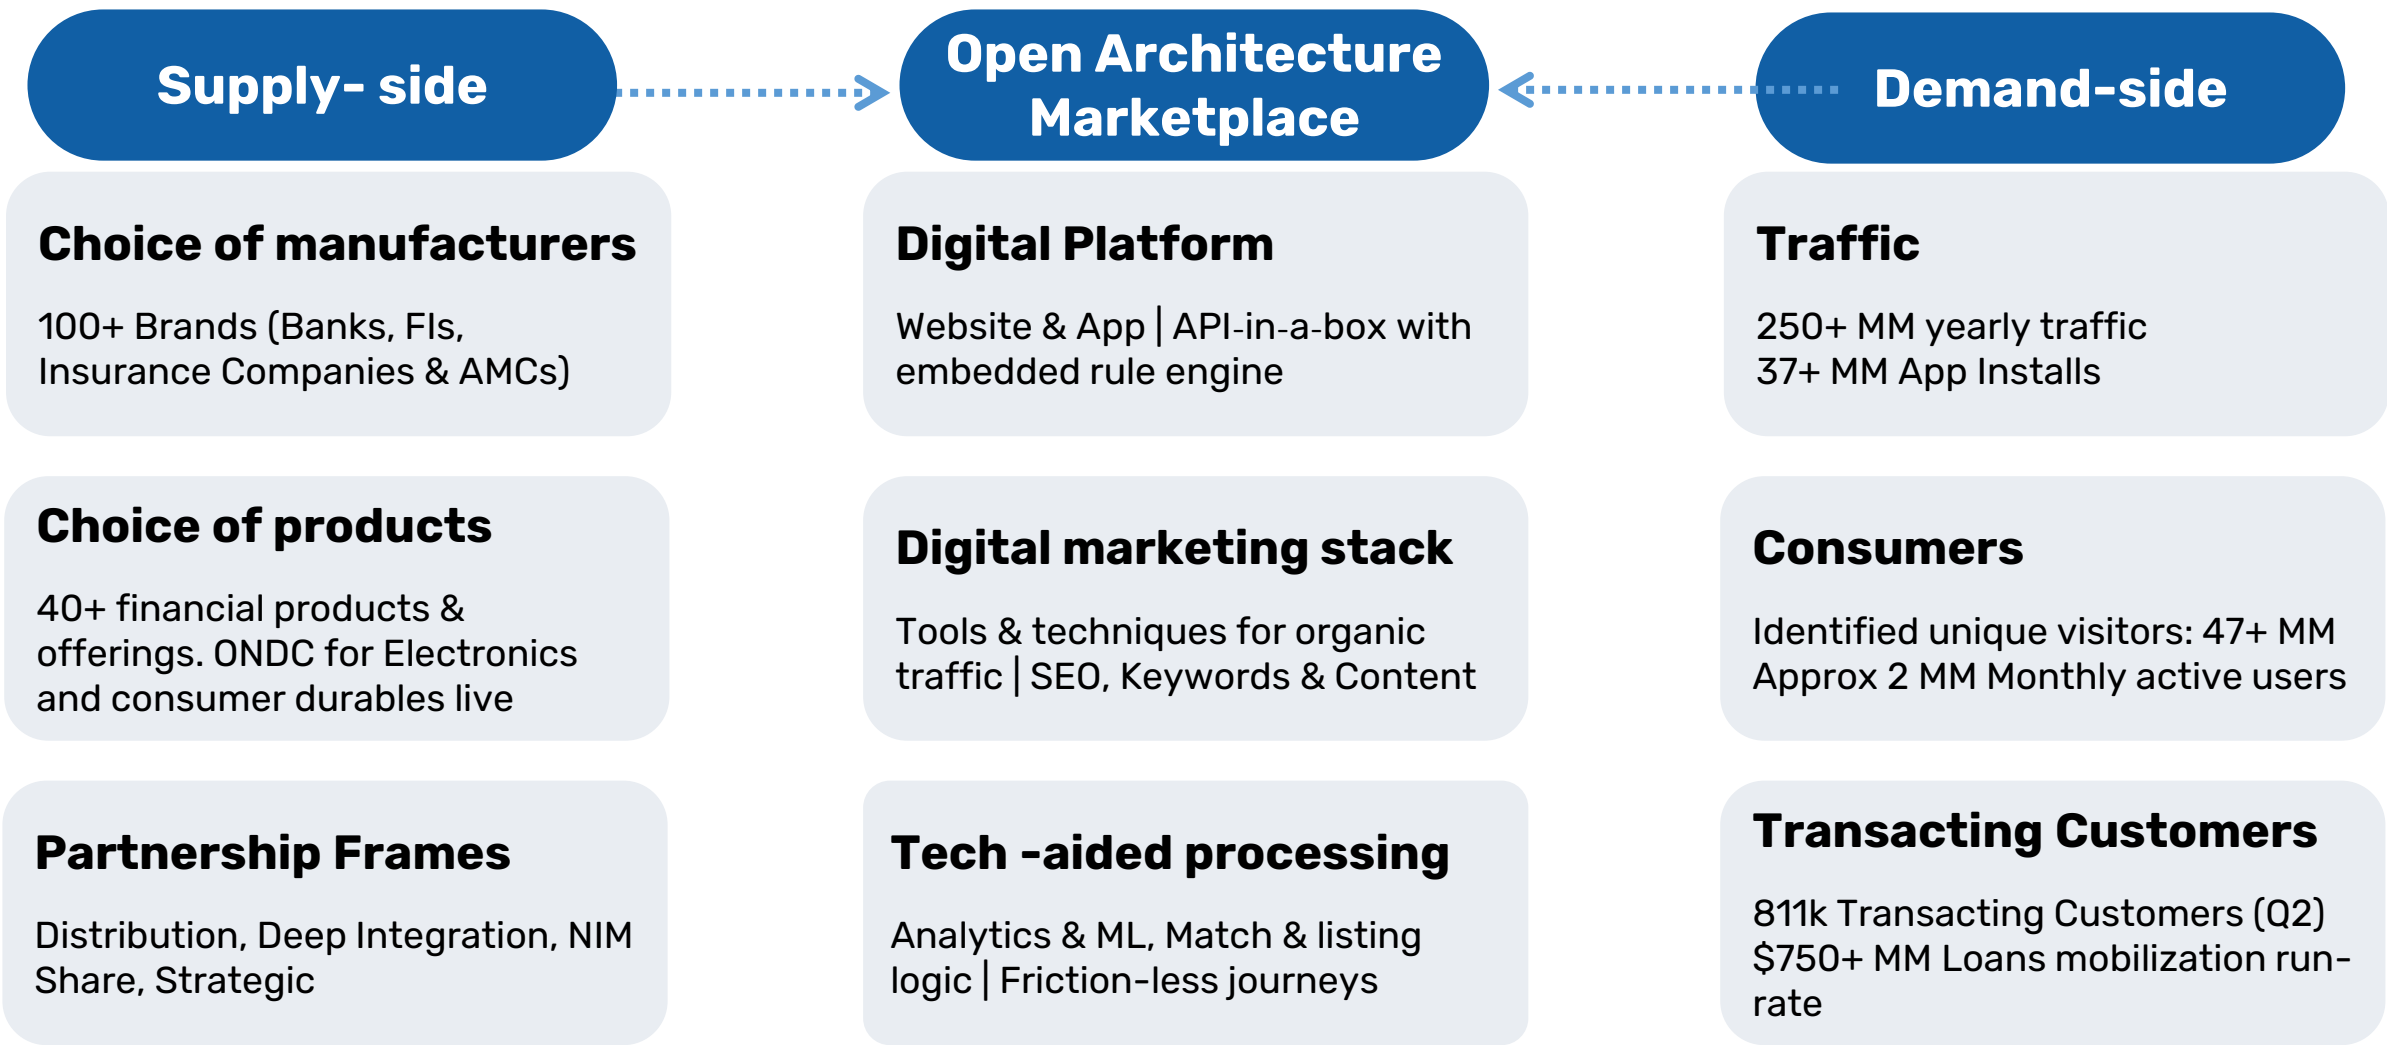 Supply- side
Open Architecture
Marketplace
Demand-side
Choice of manufacturers
100+ Brands (Banks, FIs,
Insurance Companies & AMCs)
Digital Platform
Website & App | API-in-a-box with
embedded rule engine
Traffic
250+ MM yearly traffic
37+ MM App Installs
Choice of products
40+ financial products &
offerings. ONDC for Electronics
and consumer durables live
Digital marketing stack
Tools & techniques for organic
traffic | SEO, Keywords & Content
Consumers
Identified unique visitors: 47+ MM
Approx 2 MM Monthly active users
Partnership Frames
Distribution, Deep Integration, NIM
Share, Strategic
Tech -aided processing
Analytics & ML, Match & listing
logic | Friction-less journeys
Transacting Customers
811k Transacting Customers (Q2)
$750+ MM Loans mobilization run-
rate